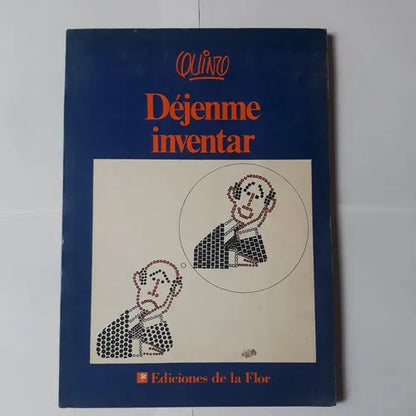 QUINO
Déjenme
inventar
Ediciones de la Flor